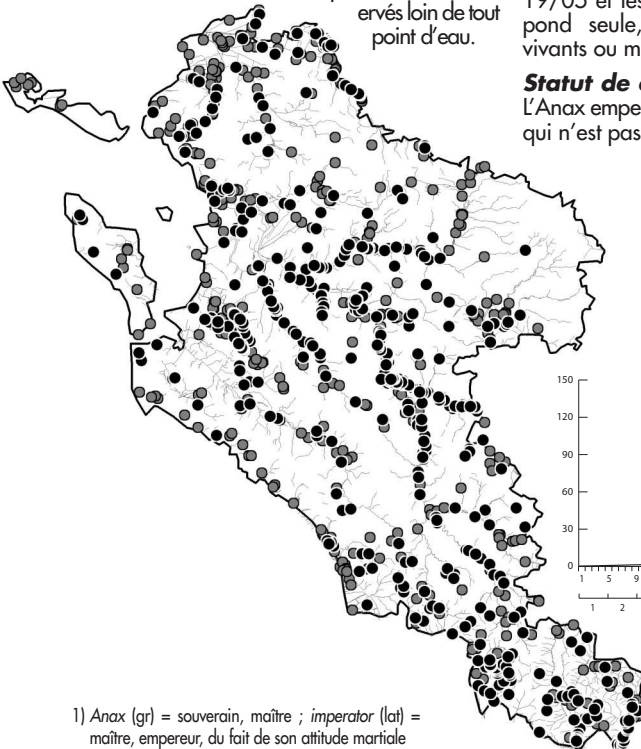 ervés loin de tout
point d'eau.
19/05 et les
pond seule,
vivants ou m
Statut de
L'Anax empe
qui n'est pas
150
120
90
60
30
0
1 5 9
1 2
1) Anax (gr) = souverain, maître ; imperator (lat) =
maître, empereur, du fait de son attitude martiale